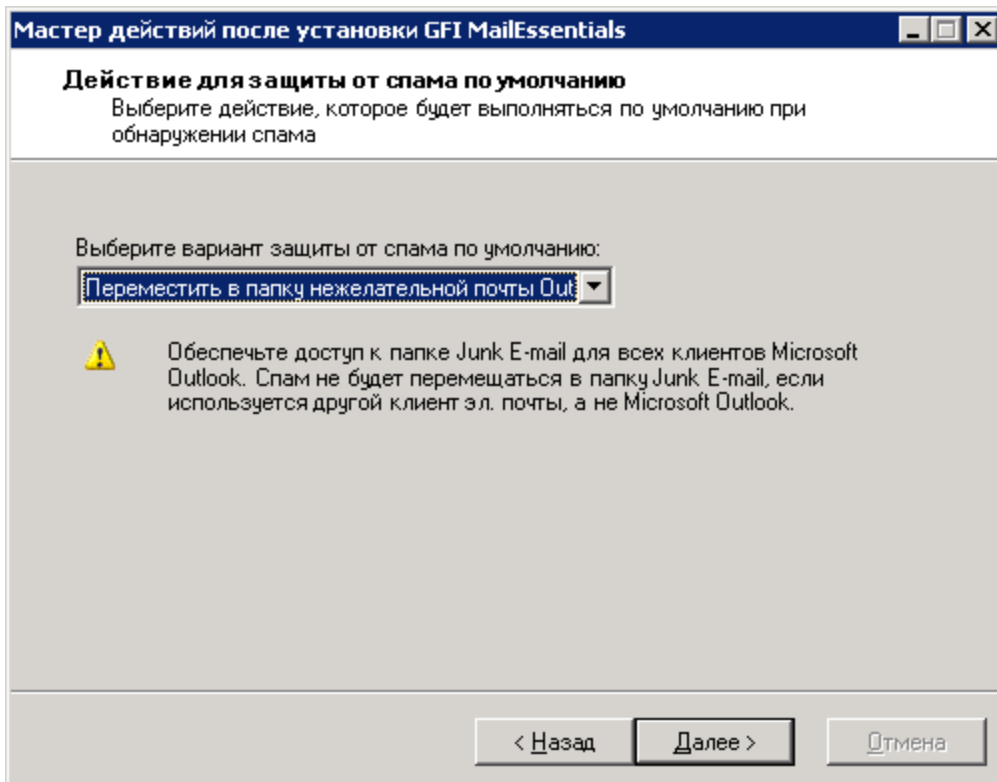 Мастер действий после установки GFI MailEssentials
Действие для защиты от спама по умолчанию
Выберите действие, которое будет выполняться по умолчанию при
обнаружении спама
Выберите вариант защиты от спама по умолчанию:
Переместить в папку нежелательной почты Out
Обеспечьте доступ к папке Junk E-mail для всех клиентов Microsoft
Outlook. Спам не будет перемещаться в папку Junk E-mail, если
используется другой клиент эл. почты, а не Microsoft Outlook.
< Назад
Далее >
Отмена